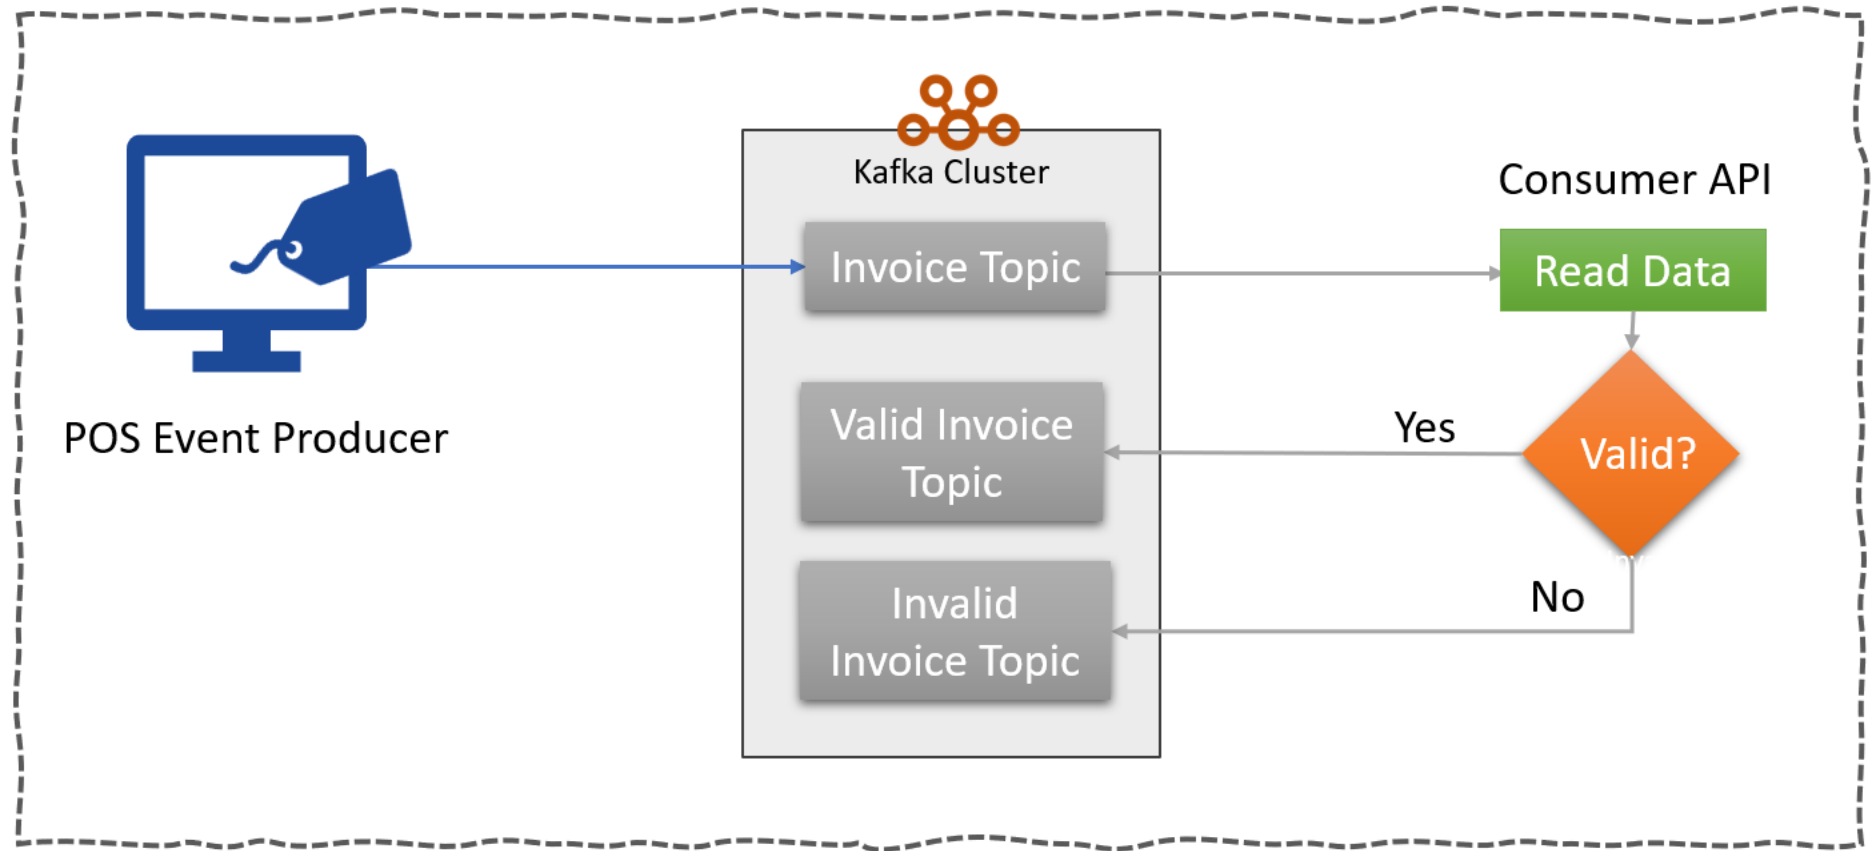 Kafka Cluster
Consumer API
Invoice Topic
Read Data
POS Event Producer
Valid Invoice
Topic
Yes
Valid?
Invalid
Invoice Topic
No